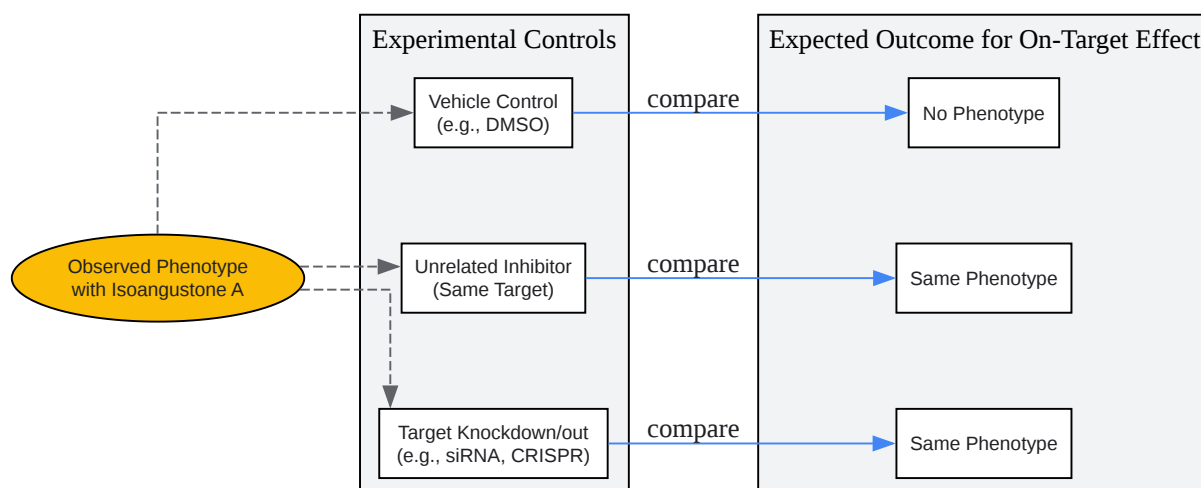 Experimental Controls
Expected Outcome for On-Target Effect
Vehicle Control
(e.g., DMSO)
compare
No Phenotype
Observed Phenotype
with Isoangustone A
Unrelated Inhibitor
(Same Target)
compare
Same Phenotype
Target Knockdown/out
(e.g., siRNA, CRISPR)
compare
Same Phenotype